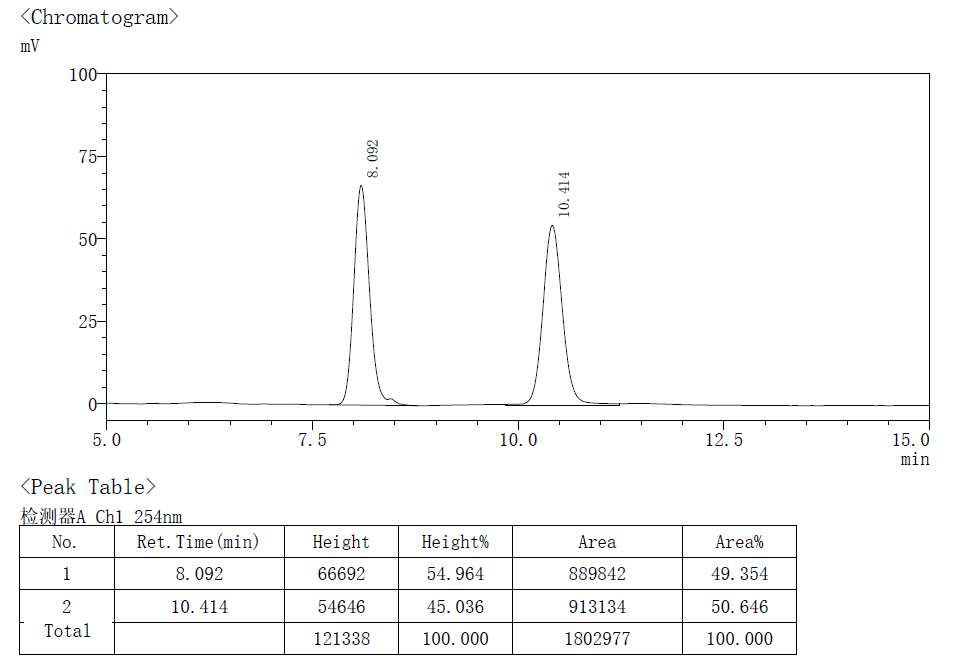 <Chromatogram>
mV
100
8.092
10.414
75
50
25
0
5.0 7.5 10.0 12.5 15.0
min
<Peak Table>
检测器A Ch1 254nm
No. Ret.Time(min) Height Height% Area Area%
1 8.092 66692 54.964 889842 49.354
2 10.414 54646 45.036 913134 50.646
Total 121338 100.000 1802977 100.000